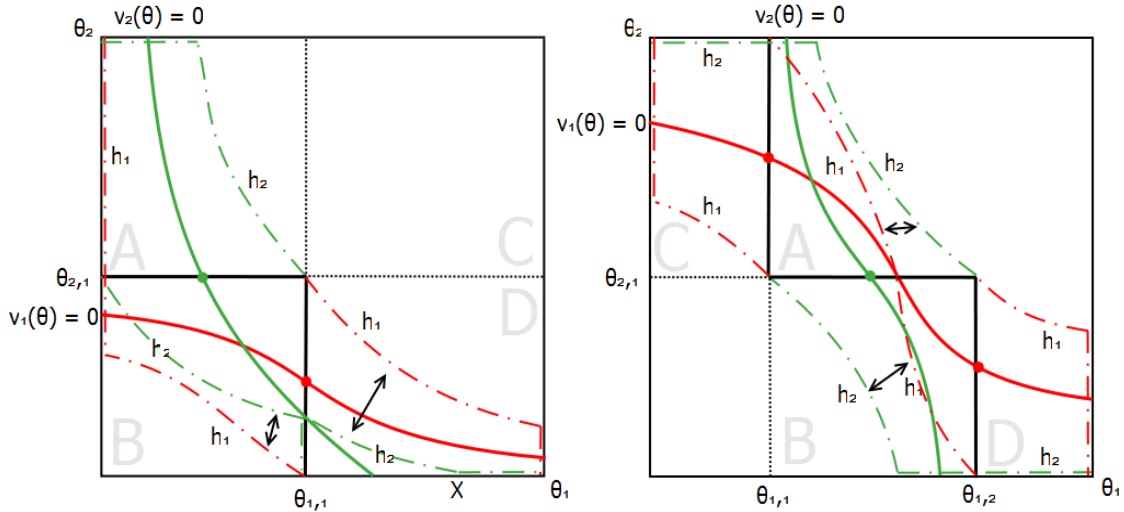 v₂(θ) = 0
θ₂
h₁
h₂
A
C
θ₂,₁
D
v₁(θ) = 0
h₂
h₁
h₁
B
h₂
θ₁,₁
X
θ₁
v₂(θ) = 0
θ₂
h₂
v₁(θ) = 0
h₁
h₂
h₁
C
A
θ₂,₁
h₁
h₂
h₁
B
D
h₂
θ₁,₁
θ₁,₂
θ₁